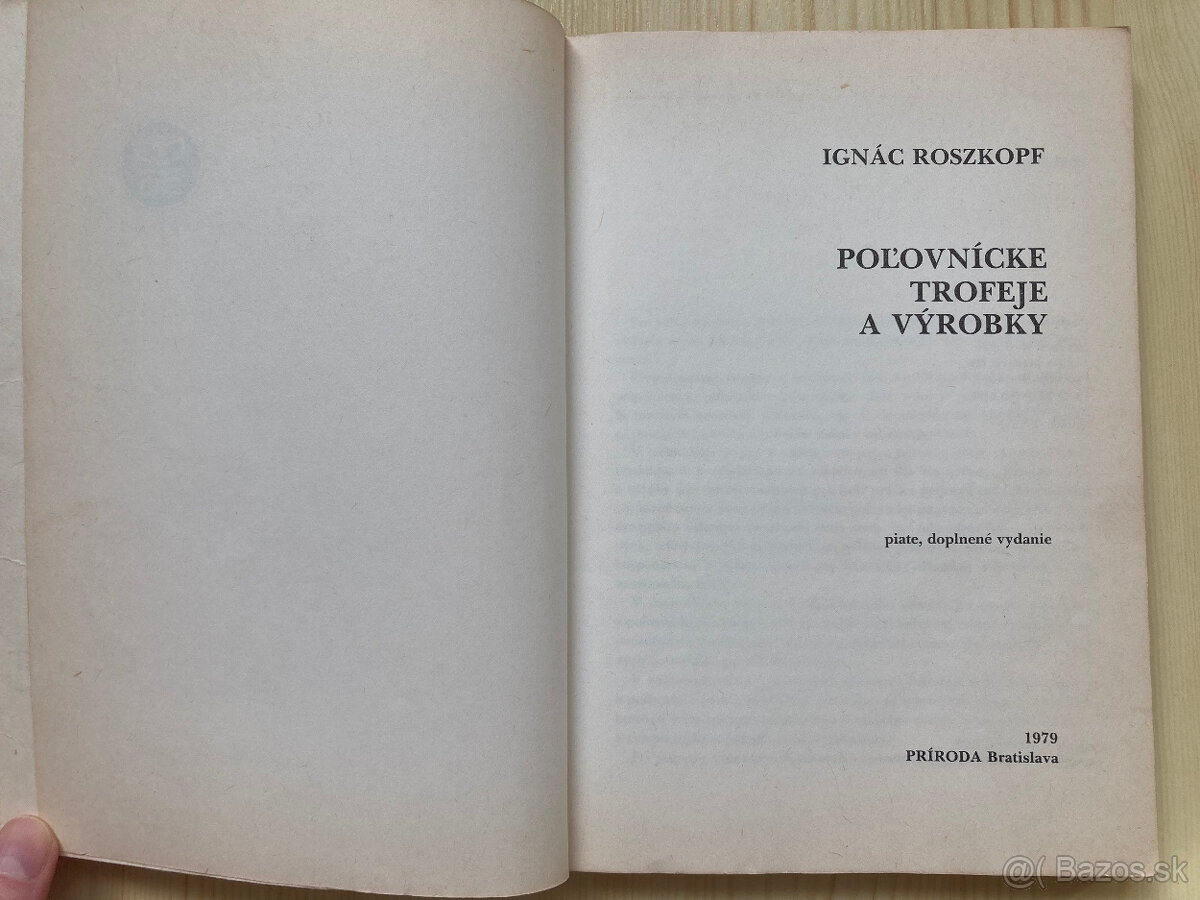 IGNÁC ROSZKOPF
POĽOVNÍCKE
TROFEJE
A VÝROBKY
piate, doplnené vydanie
1979
PRÍRODA Bratislava
@( Bazos.sk